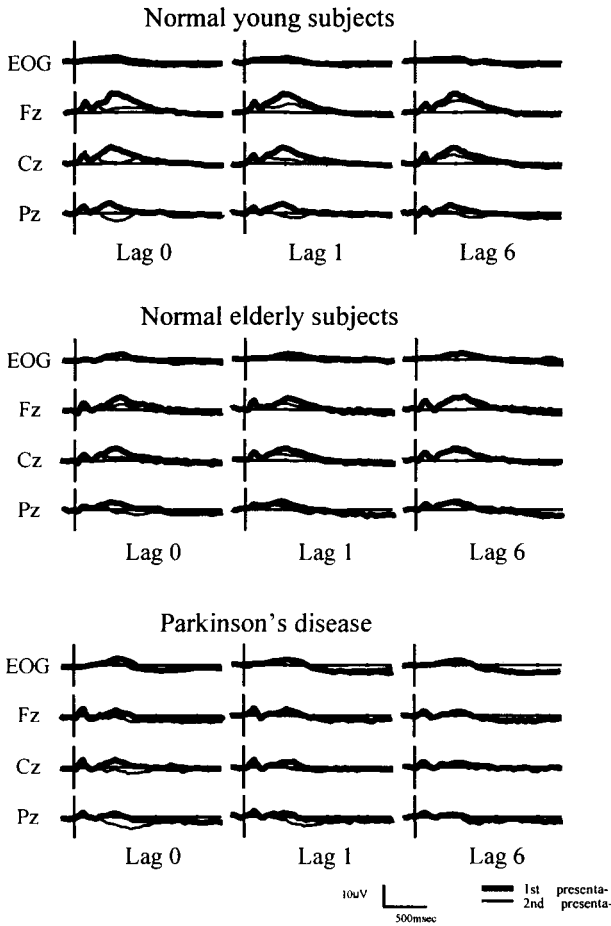 Normal young subjects
EOG
Fz
Cz
Pz
Lag 0 Lag 1 Lag 6
Normal elderly subjects
EOG
Fz
Cz
Pz
Lag 0 Lag 1 Lag 6
Parkinson's disease
EOG
Fz
Cz
Pz
Lag 0 Lag 1 Lag 6
10uV
500msec
1st presenta-
2nd presenta-